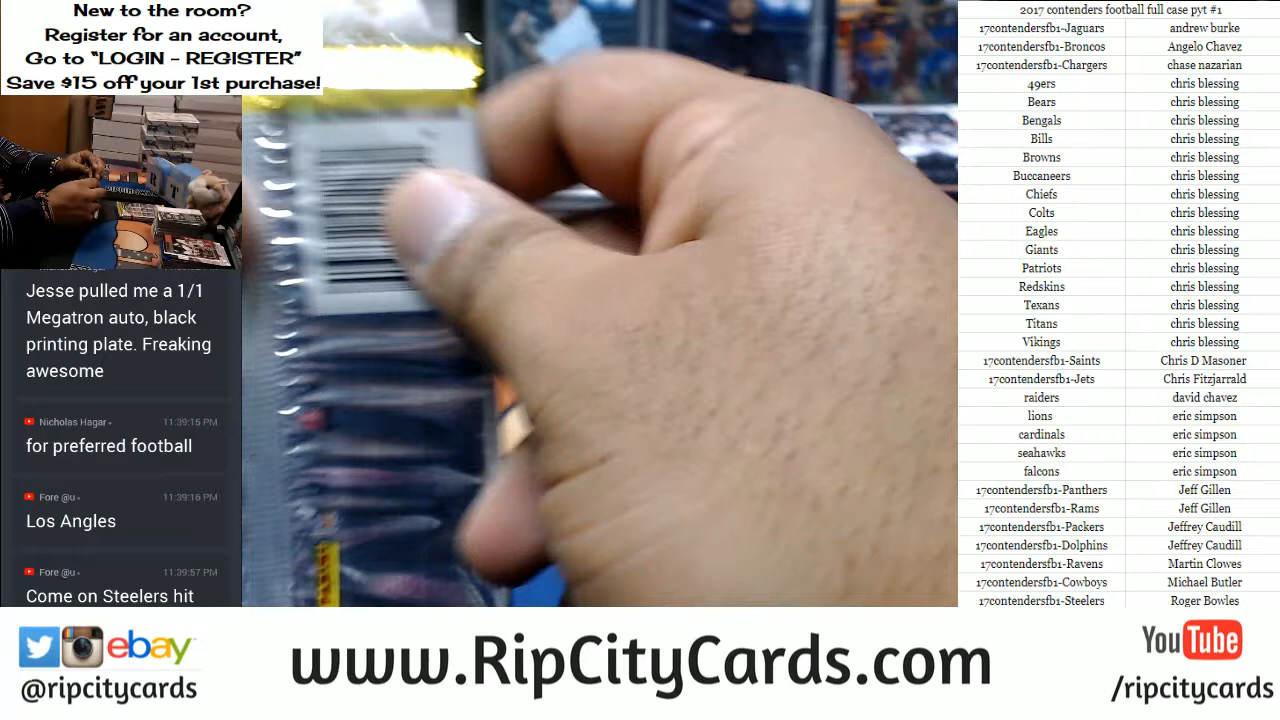 New to the room?
Register for an account,
Go to “LOGIN - REGISTER”
Save $15 off your 1st purchase!
Jesse pulled me a 1/1
Megatron auto, black
printing plate. Freaking
awesome
Nicholas Hagar
11:39:15 PM
for preferred football
Fore @u
11:39:16 PM
Los Angles
Fore @u
11:39:57 PM
Come on Steelers hit
2017 contenders football full case pyt #1
17contendersfb1-Jaguars andrew burke
17contendersfb1-Broncos Angelo Chavez
17contendersfb1-Chargers chase nazarian
49ers chris blessing
Bears chris blessing
Bengals chris blessing
Bills chris blessing
Browns chris blessing
Buccaneers chris blessing
Chiefs chris blessing
Colts chris blessing
Eagles chris blessing
Giants chris blessing
Patriots chris blessing
Redskins chris blessing
Texans chris blessing
Titans chris blessing
Vikings chris blessing
17contendersfb1-Saints Chris D Masoner
17contendersfb1-Jets Chris Fitzjarrald
raiders david chavez
lions eric simpson
cardinals eric simpson
seahawks eric simpson
falcons eric simpson
17contendersfb1-Panthers Jeff Gillen
17contendersfb1-Rams Jeff Gillen
17contendersfb1-Packers Jeffrey Caudill
17contendersfb1-Dolphins Jeffrey Caudill
17contendersfb1-Ravens Martin Clowes
17contendersfb1-Cowboys Michael Butler
17contendersfb1-Steelers Roger Bowles
PANINI
ebay
@ripcitycards
www.RipCityCards.com
YouTube
/ripcitycards